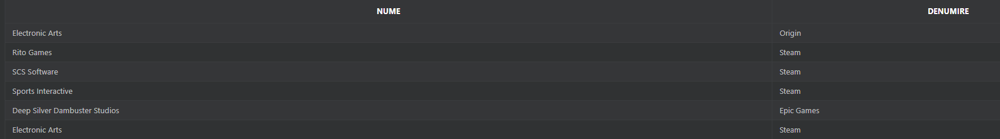 NUME DENUMIRE
Electronic Arts Origin
Rito Games Steam
SCS Software Steam
Sports Interactive Steam
Deep Silver Dambuster Studios Epic Games
Electronic Arts Steam